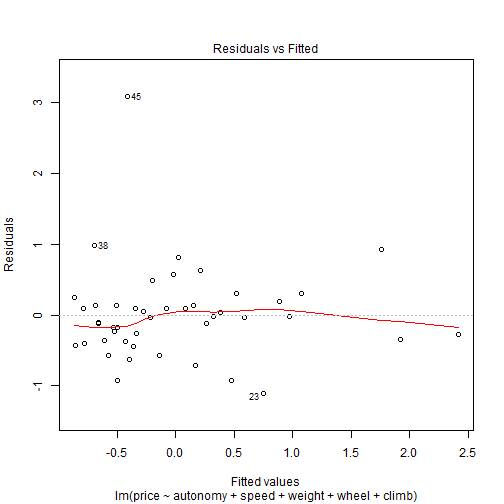 Residuals vs Fitted
Residuals
3
2
1
0
-1
45
38
23
-0.5 0.0 0.5 1.0 1.5 2.0 2.5
Fitted values
lm(price ~ autonomy + speed + weight + wheel + climb)